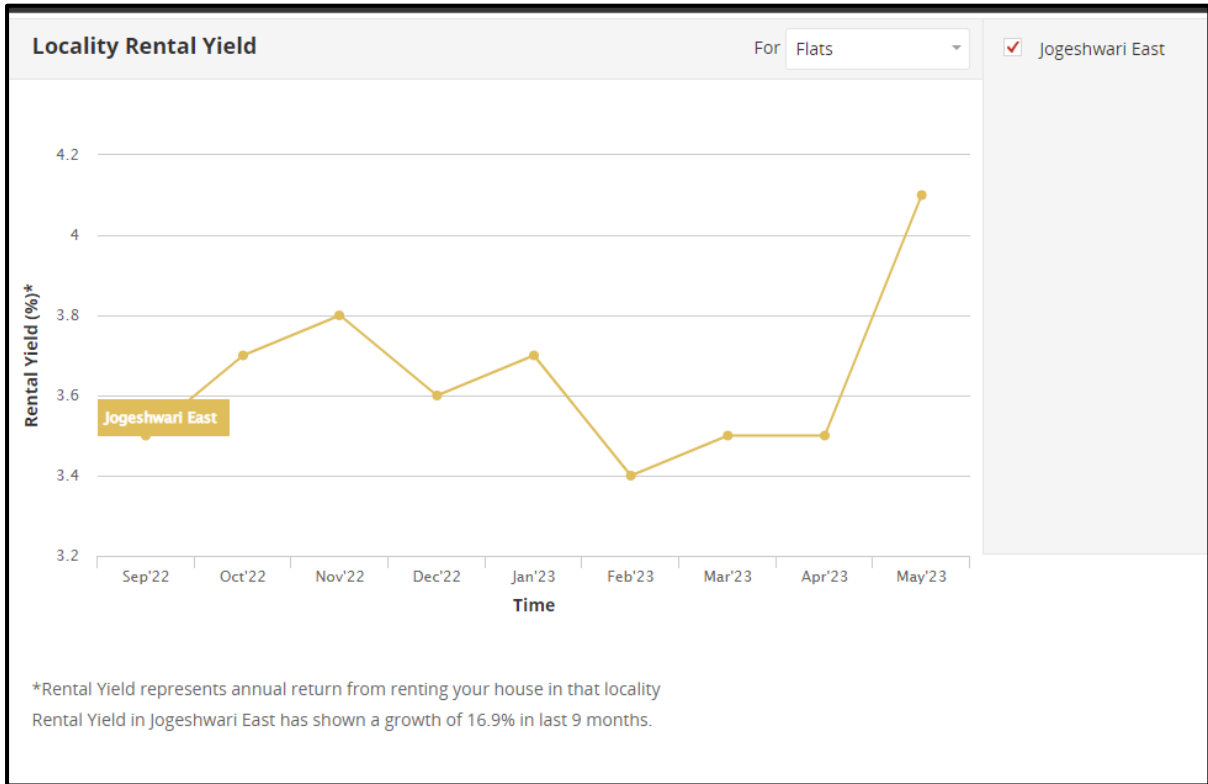 Locality Rental Yield
For Flats
Jogeshwari East
4.2
4
3.8
3.6
3.4
3.2
Rental Yield (%)*
Jogeshwari East
Sep'22 Oct'22 Nov'22 Dec'22 Jan'23 Feb'23 Mar'23 Apr'23 May'23
Time
*Rental Yield represents annual return from renting your house in that locality
Rental Yield in Jogeshwari East has shown a growth of 16.9% in last 9 months.